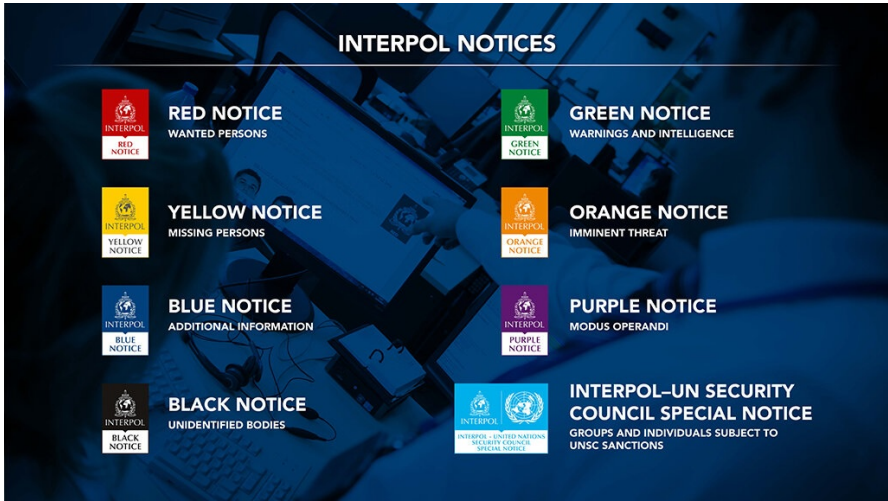 INTERPOL NOTICES
INTERPOL
RED
NOTICE
RED NOTICE
WANTED PERSONS
INTERPOL
GREEN
NOTICE
GREEN NOTICE
WARNINGS AND INTELLIGENCE
INTERPOL
YELLOW
NOTICE
YELLOW NOTICE
MISSING PERSONS
INTERPOL
ORANGE
NOTICE
ORANGE NOTICE
IMMINENT THREAT
INTERPOL
BLUE
NOTICE
BLUE NOTICE
ADDITIONAL INFORMATION
INTERPOL
PURPLE
NOTICE
PURPLE NOTICE
MODUS OPERANDI
INTERPOL
BLACK
NOTICE
BLACK NOTICE
UNIDENTIFIED BODIES
INTERPOL
INTERPOL - UNITED NATIONS
SECURITY COUNCIL
SPECIAL NOTICE
INTERPOL–UN SECURITY
COUNCIL SPECIAL NOTICE
GROUPS AND INDIVIDUALS SUBJECT TO
UNSC SANCTIONS